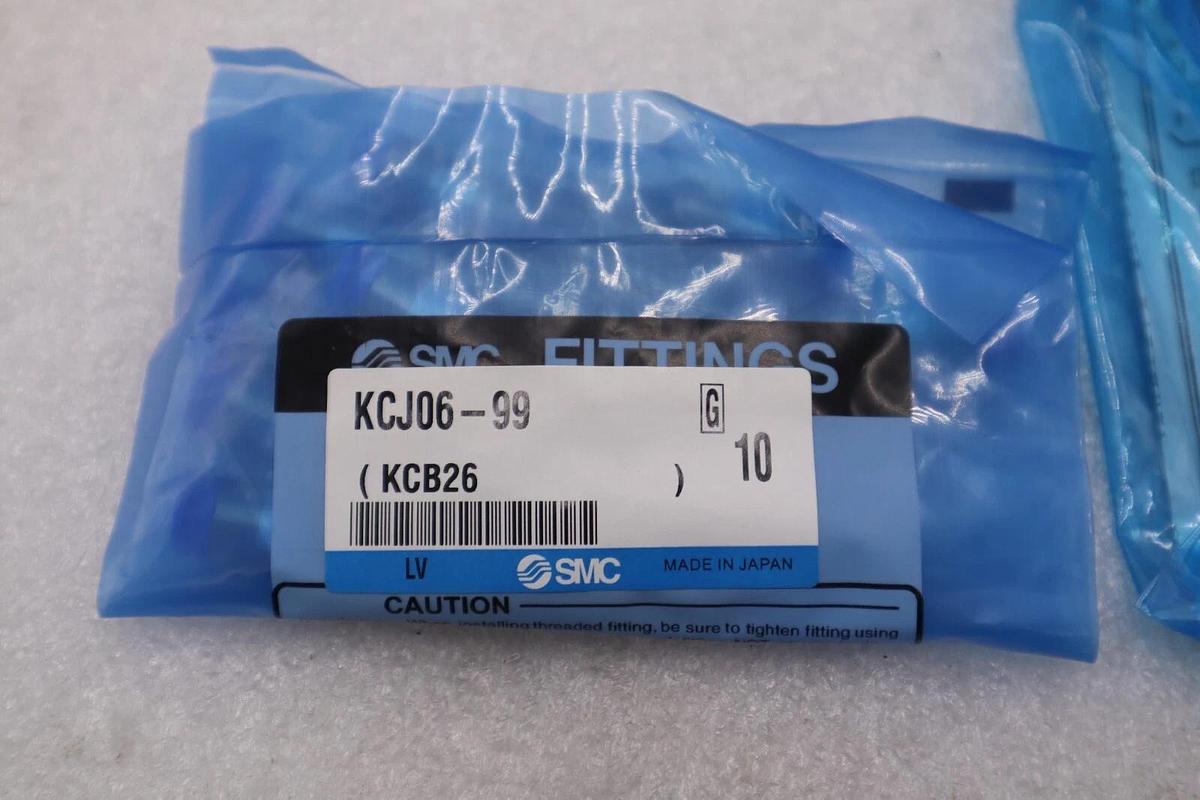 SMC FITTINGS
KCJ06-99 G
10
(KCB26 )
LV SMC MADE IN JAPAN
CAUTION
When installing threaded fitting, be sure to tighten fitting using